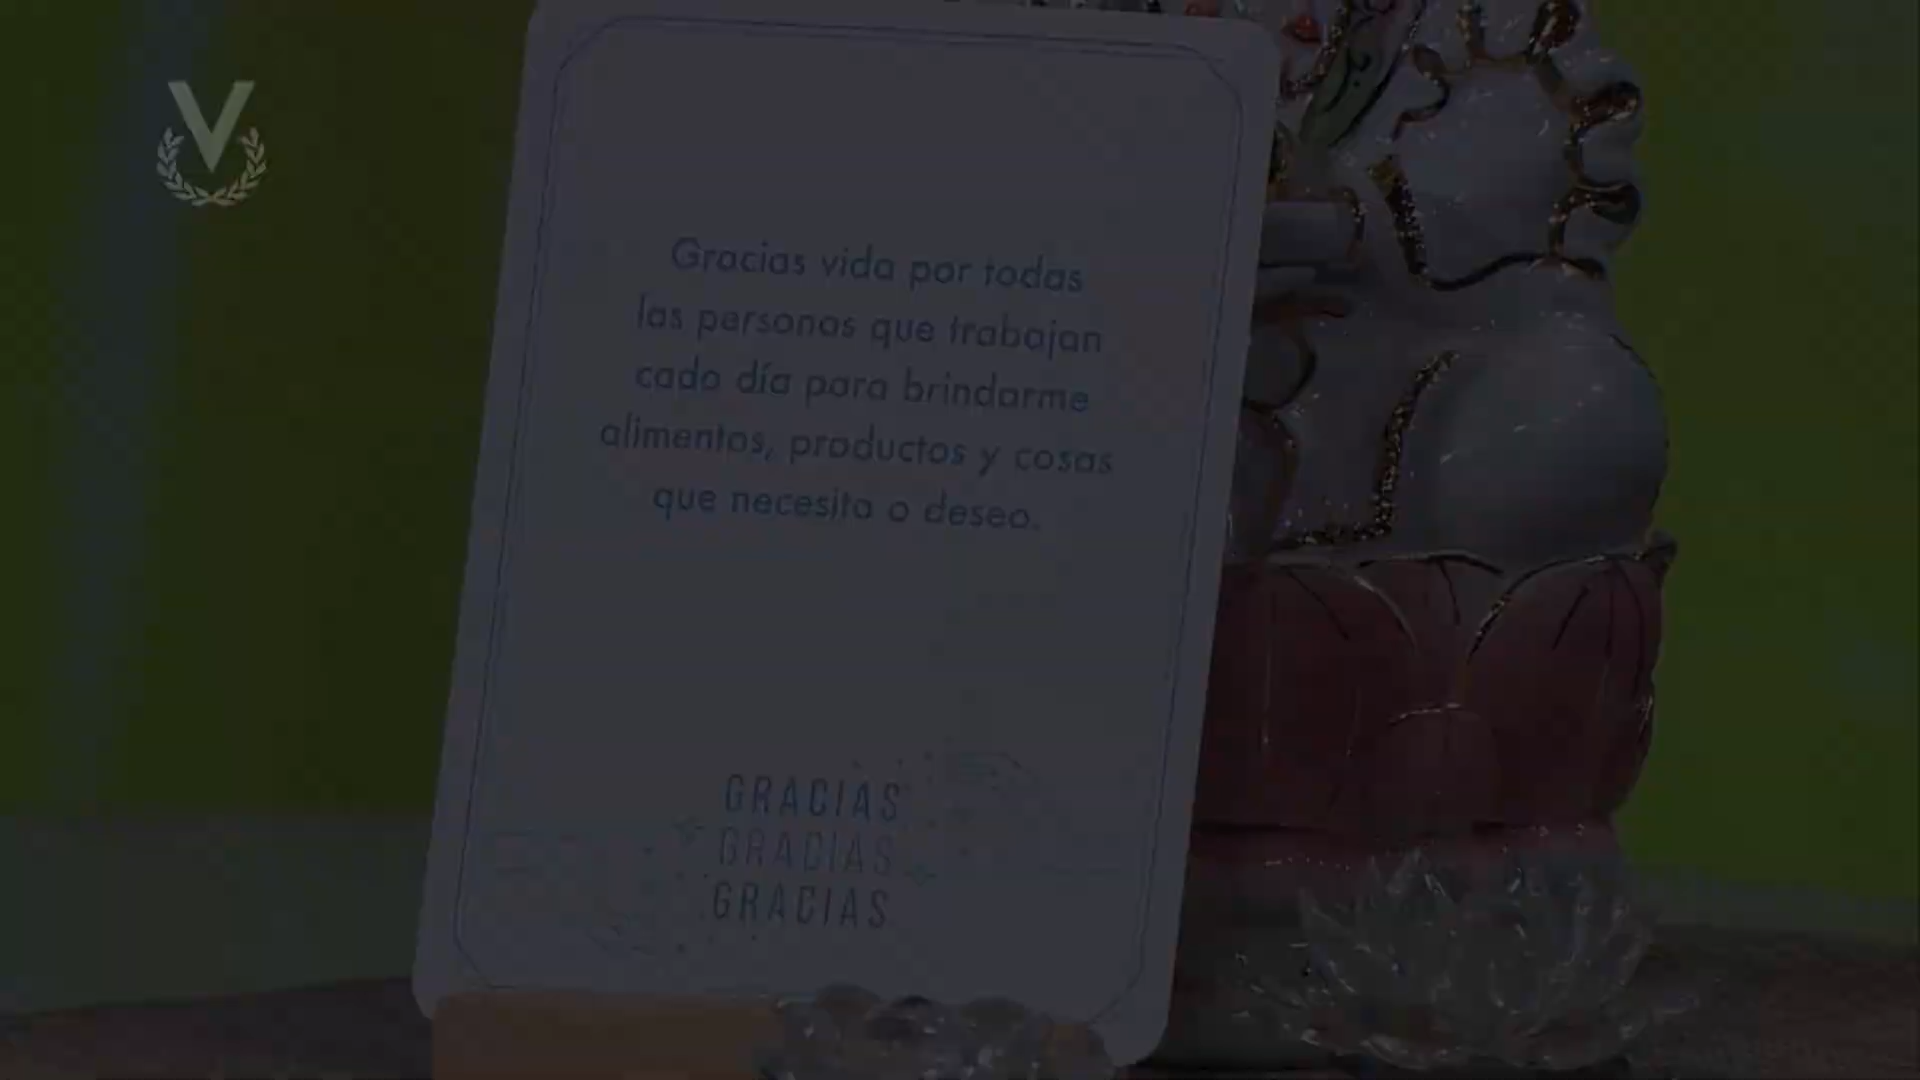 V
Gracias vida por todas
las personas que trabajan
cada día para brindarme
alimentos, productos y cosas
que necesito o deseo.
GRACIAS
GRACIAS
GRACIAS